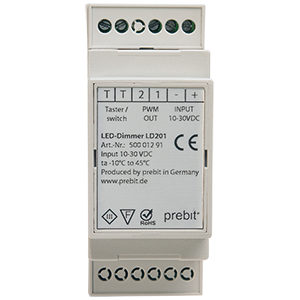 T T 2 1 - +
Taster / switch PWM OUT INPUT 10-30VDC
LED-Dimmer LD201
Art.-Nr.: 500 012 91
Input 10-30 VDC
ta -10°C to 45°C
Produced by prebit in Germany
www.prebit.de
CE
III F RoHS prebit®